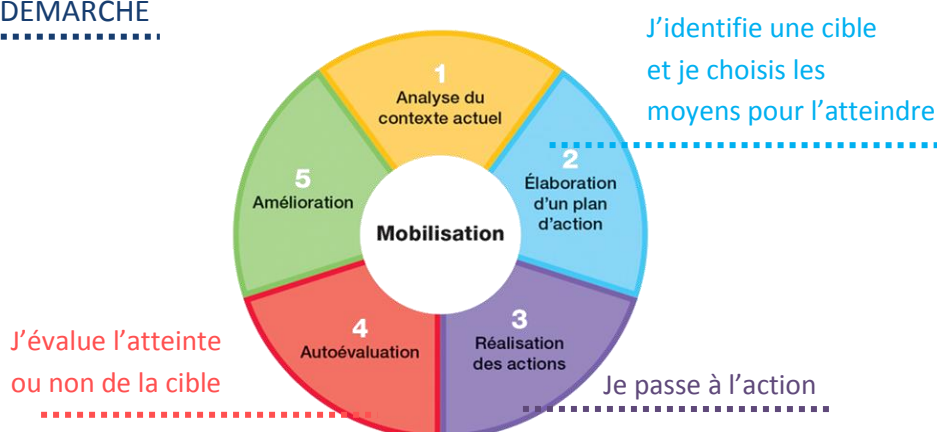 DÉMARCHE
J'identifie une cible
et je choisis les
moyens pour l'atteindre
1
Analyse du
contexte actuel
2
Élaboration
d'un plan
d'action
5
Amélioration
Mobilisation
3
Réalisation
des actions
4
Autoévaluation
J'évalue l'atteinte
ou non de la cible
Je passe à l'action